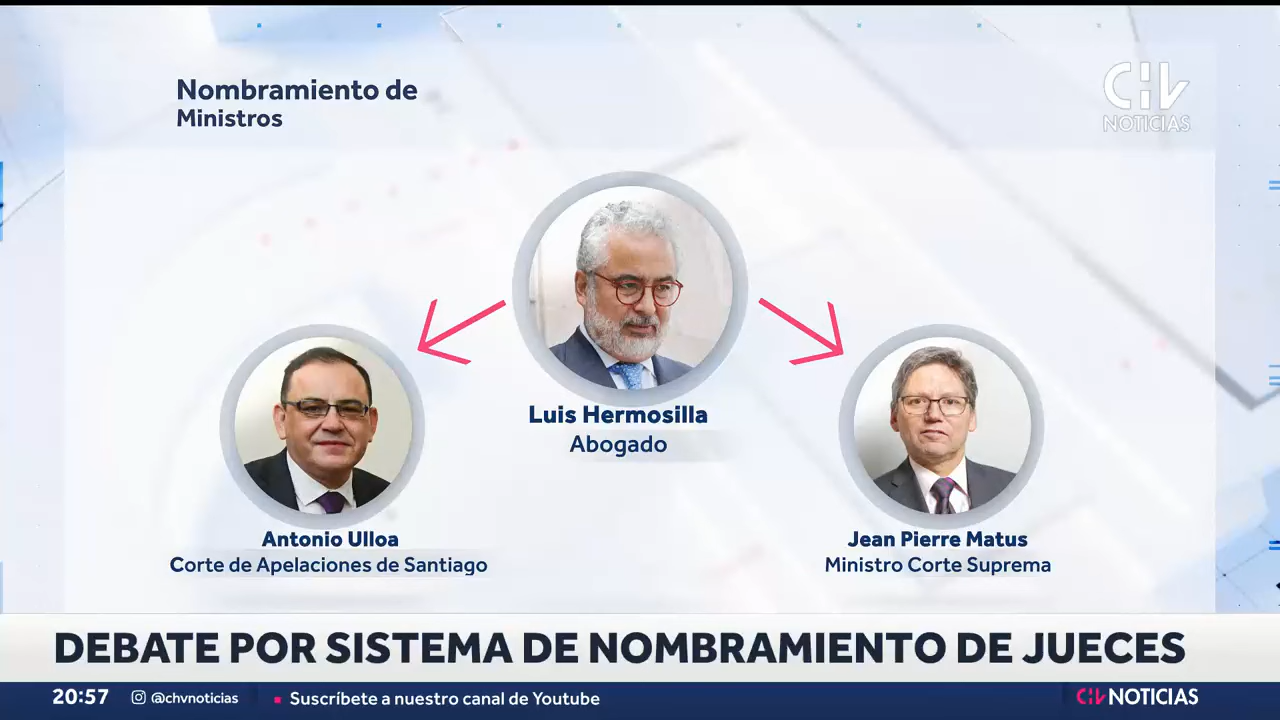 Nombramiento de
Ministros
CHV
NOTICIAS
Luis Hermosilla
Abogado
Antonio Ulloa
Corte de Apelaciones de Santiago
Jean Pierre Matus
Ministro Corte Suprema
DEBATE POR SISTEMA DE NOMBRAMIENTO DE JUECES
20:57 @chvnoticias Suscríbete a nuestro canal de Youtube CHV NOTICIAS